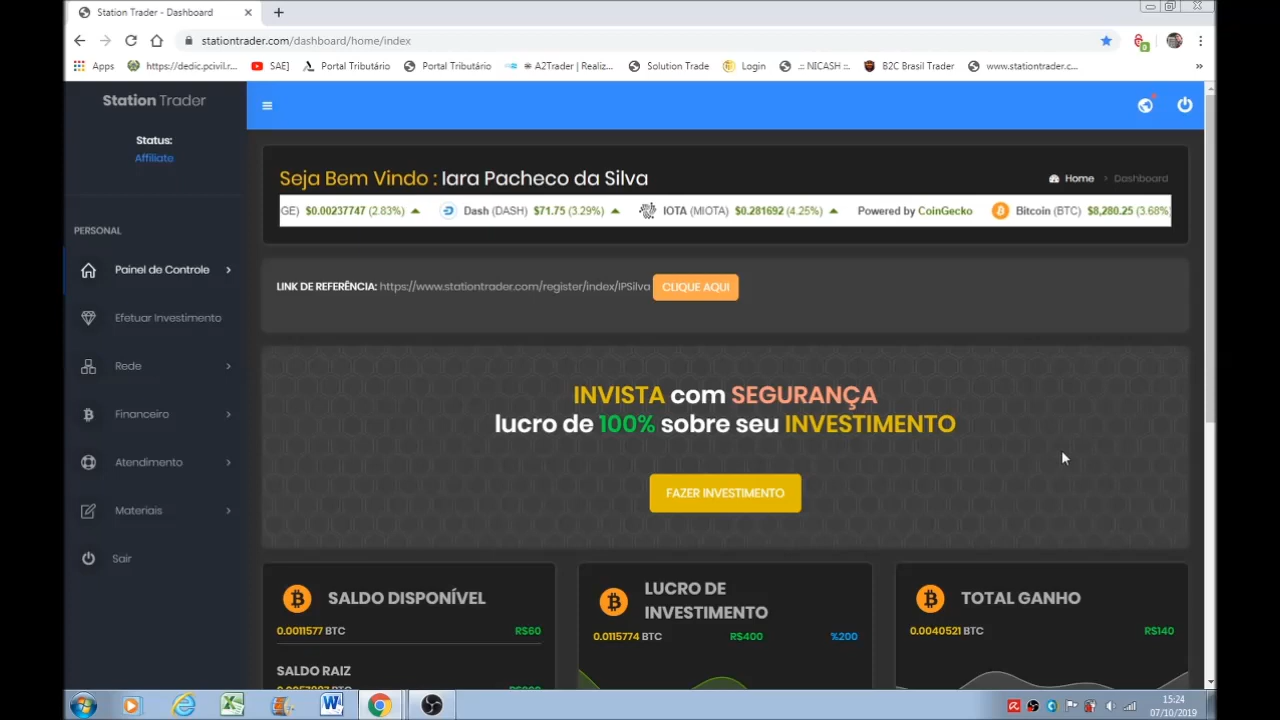 Station Trader - Dashboard
stationtrader.com/dashboard/home/index
Apps https://dedic.pcivil.r... SAEJ Portal Tributário Portal Tributário A2Trader | Realiz... Solution Trade Login .:: NICASH ::. B2C Brasil Trader www.stationtrader.c... »
Station Trader
Status:
Affiliate
PERSONAL
Painel de Controle
Efetuar Investimento
Rede
Financeiro
Atendimento
Materiais
Sair
Seja Bem Vindo : Iara Pacheco da Silva
Home > Dashboard
GE) $0.00237747 (2.83%) Dash (DASH) $71.75 (3.29%) IOTA (MIOTA) $0.281692 (4.25%) Powered by CoinGecko Bitcoin (BTC) $8,280.25 (3.68%
LINK DE REFERÊNCIA: https://www.stationtrader.com/register/index/IPSilva CLIQUE AQUI
INVISTA com SEGURANÇA
lucro de 100% sobre seu INVESTIMENTO
FAZER INVESTIMENTO
SALDO DISPONÍVEL
0.0011577 BTC R$60
SALDO RAIZ
LUCRO DE
INVESTIMENTO
0.0115774 BTC R$400 %200
TOTAL GANHO
0.0040521 BTC R$140
15:24
07/10/2019